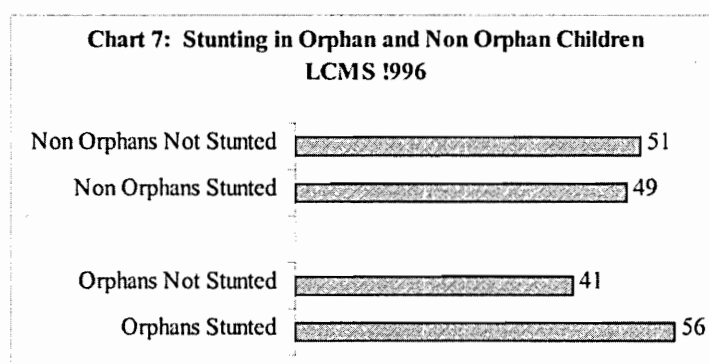 Chart 7: Stunting in Orphan and Non Orphan Children
LCMS !996
Non Orphans Not Stunted 51
Non Orphans Stunted 49
Orphans Not Stunted 41
Orphans Stunted 56